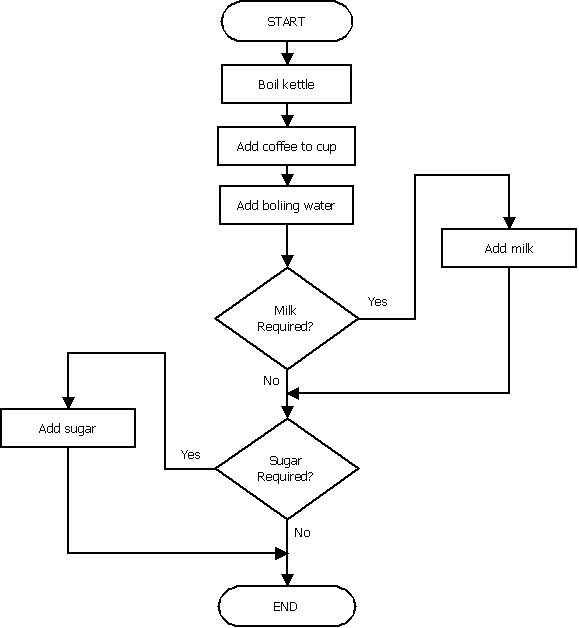 START
Boil kettle
Add coffee to cup
Add boliing water
Add milk
Milk
Required?
Yes
No
Add sugar
Yes
Sugar
Required?
No
END